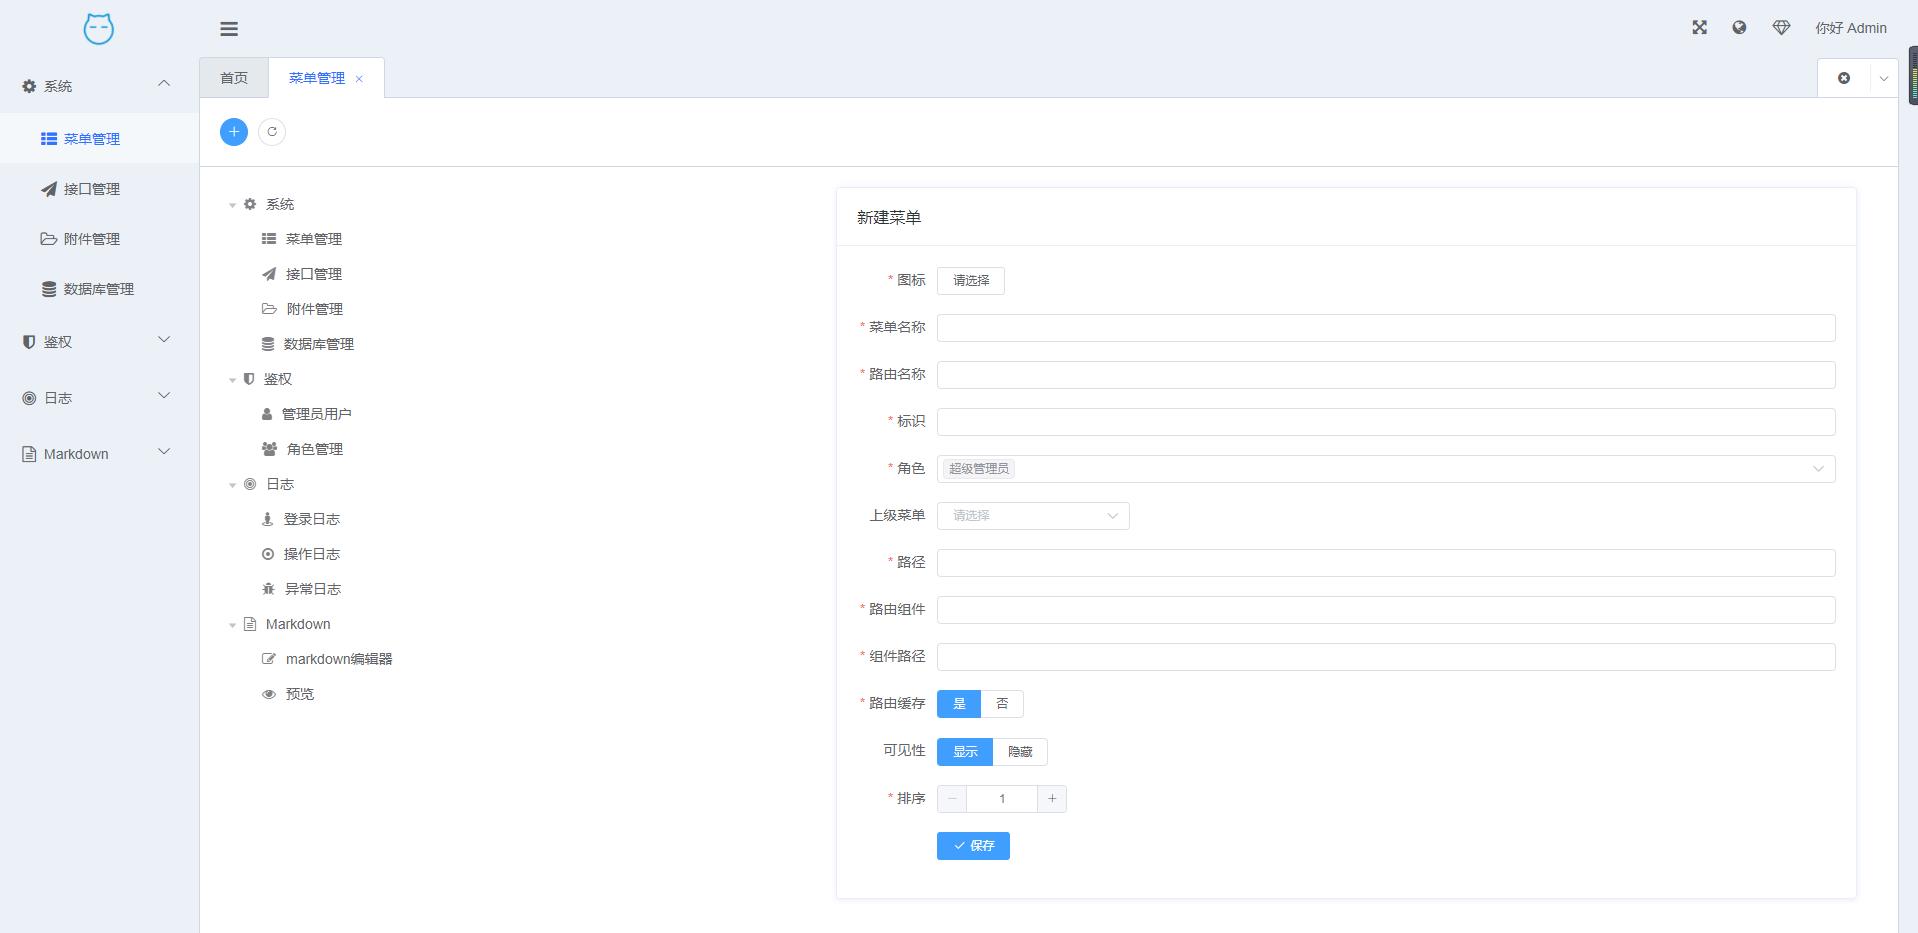 你好 Admin
首页
菜单管理
系统
菜单管理
接口管理
附件管理
数据库管理
鉴权
日志
Markdown
系统
菜单管理
接口管理
附件管理
数据库管理
鉴权
管理员用户
角色管理
日志
登录日志
操作日志
异常日志
Markdown
markdown编辑器
预览
新建菜单
* 图标 请选择
* 菜单名称
* 路由名称
* 标识
* 角色 超级管理员
上级菜单 请选择
* 路径
* 路由组件
* 组件路径
* 路由缓存 是 否
可见性 显示 隐藏
* 排序 1
保存